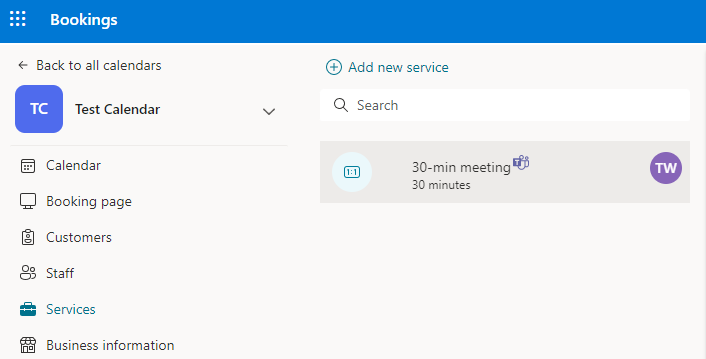 Bookings
Back to all calendars
TC
Test Calendar
Calendar
Booking page
Customers
Staff
Services
Business information
Add new service
Search
1:1
30-min meeting
30 minutes
TW